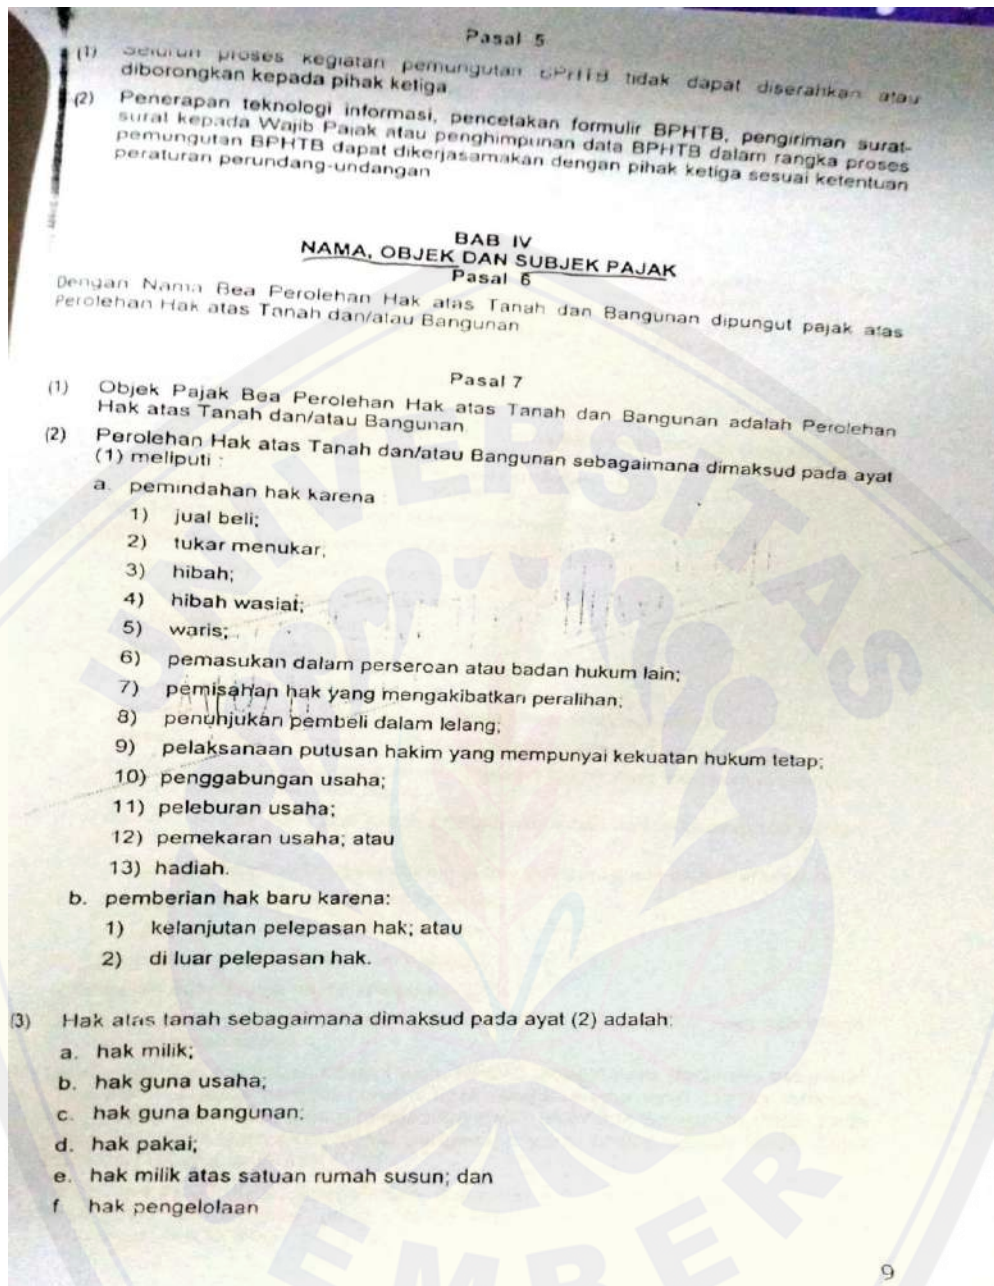 Pasal 5
(1) Seluruh proses kegiatan pemungutan BPHTB tidak dapat diserahkan atau
diborongkan kepada pihak ketiga
(2) Penerapan teknologi informasi, pencetakan formulir BPHTB, pengiriman surat-
surat kepada Wajib Pajak atau penghimpunan data BPHTB dalam rangka proses
pemungutan BPHTB dapat dikerjasamakan dengan pihak ketiga sesuai ketentuan
peraturan perundang-undangan
BAB IV
NAMA, OBJEK DAN SUBJEK PAJAK
Pasal 6
Dengan Nama Bea Perolehan Hak atas Tanah dan Bangunan dipungut pajak atas
Perolehan Hak atas Tanah dan/atau Bangunan
Pasal 7
(1) Objek Pajak Bea Perolehan Hak atas Tanah dan Bangunan adalah Perolehan
Hak atas Tanah dan/atau Bangunan
(2) Perolehan Hak atas Tanah dan/atau Bangunan sebagaimana dimaksud pada ayat
(1) meliputi :
a. pemindahan hak karena :
1) jual beli;
2) tukar menukar;
3) hibah;
4) hibah wasiat;
5) waris;
6) pemasukan dalam perseroan atau badan hukum lain;
7) pemisahan hak yang mengakibatkan peralihan;
8) penunjukan pembeli dalam lelang;
9) pelaksanaan putusan hakim yang mempunyai kekuatan hukum tetap;
10) penggabungan usaha;
11) peleburan usaha;
12) pemekaran usaha; atau
13) hadiah.
b. pemberian hak baru karena:
1) kelanjutan pelepasan hak; atau
2) di luar pelepasan hak.
(3) Hak atas tanah sebagaimana dimaksud pada ayat (2) adalah:
a. hak milik;
b. hak guna usaha;
c. hak guna bangunan;
d. hak pakai;
e. hak milik atas satuan rumah susun; dan
f hak pengelolaan
9
UNIVERSITAS
JEMBER